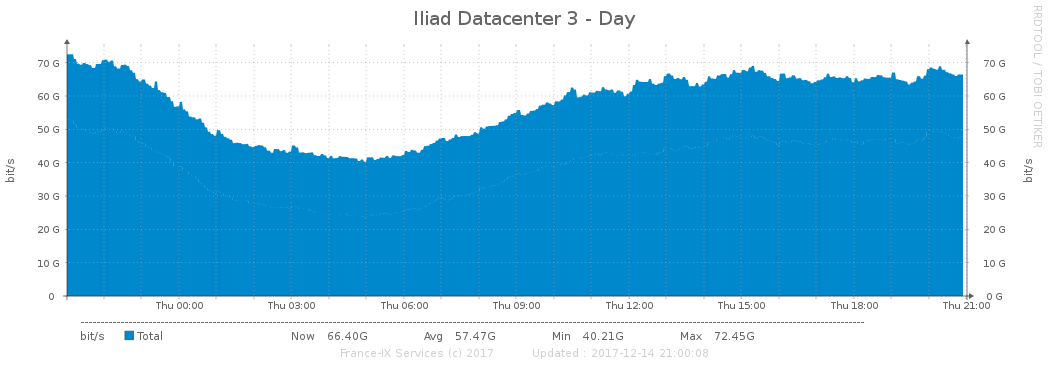 Iliad Datacenter 3 - Day
RRDTOOL / TOBI OETIKER
bit/s
70 G
60 G
50 G
40 G
30 G
20 G
10 G
0
70 G
60 G
50 G
40 G
30 G
20 G
10 G
0 G
bit/s
Thu 00:00 Thu 03:00 Thu 06:00 Thu 09:00 Thu 12:00 Thu 15:00 Thu 18:00 Thu 21:00
bit/s Total Now 66.40G Avg 57.47G Min 40.21G Max 72.45G
France-IX Services (c) 2017 Updated : 2017-12-14 21:00:08